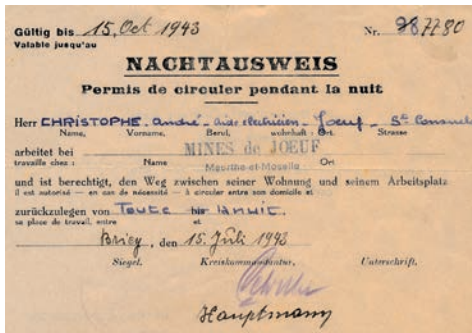 Gültig bis 15. Oct 1943 Nr. 987780
Valable jusqu'au
NACHTAUSWEIS
Permis de circuler pendant la nuit
Herr CHRISTOPHE. André - aide électricien - Joeuf - Ste
Name, Vorname, Beruf, wohnhaft: Ort. Strasse
arbeitet bei MINES de JOEUF
travaille chez: Name Ort
Meurthe-et-Moselle
und ist berechtigt, den Weg zwischen seiner Wohnung und seinem Arbeitsplatz
il est autorisé — en cas de nécessité — à circuler entre son domicile et
zurückzulegen von Toute la nuit.
sa place de travail, entre et
Briey, den 15. Juli 1943
Siegel. Kreiskommandantur. Unterschrift.
Hauptmann